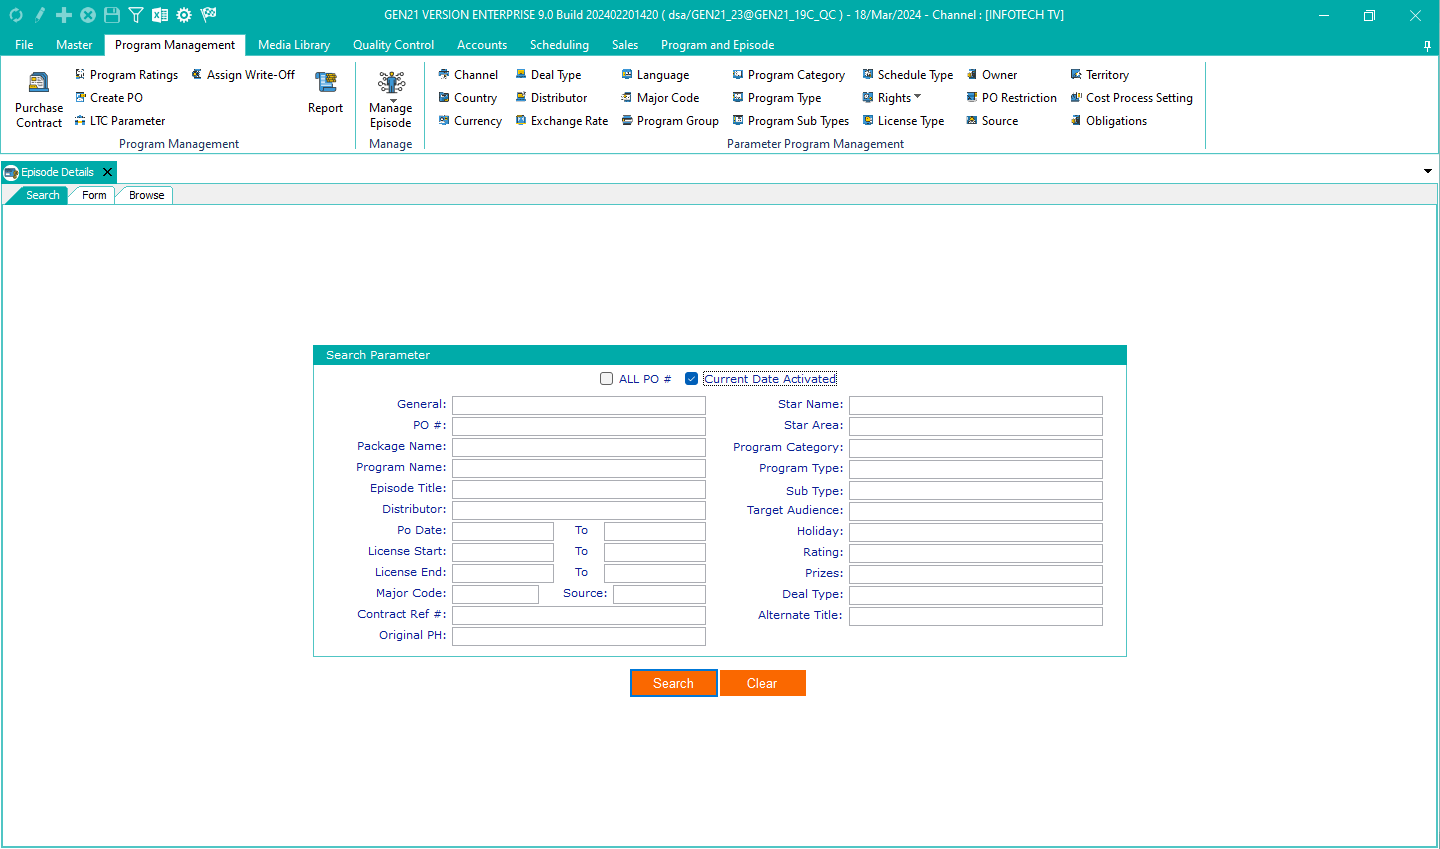 GEN21 VERSION ENTERPRISE 9.0 Build 202402201420 ( dsa/GEN21_23@GEN21_19C_QC ) - 18/Mar/2024 - Channel : [INFOTECH TV]
File Master Program Management Media Library Quality Control Accounts Scheduling Sales Program and Episode
Purchase Contract
Program Ratings
Create PO
LTC Parameter
Assign Write-Off
Report
Program Management
Manage Episode
Manage
Channel Deal Type Language Program Category Schedule Type Owner Territory
Country Distributor Major Code Program Type Rights PO Restriction Cost Process Setting
Currency Exchange Rate Program Group Program Sub Types License Type Source Obligations
Parameter Program Management
Episode Details
Search Form Browse
Search Parameter
ALL PO # Current Date Activated
General: Star Name:
PO #: Star Area:
Package Name: Program Category:
Program Name: Program Type:
Episode Title: Sub Type:
Distributor: Target Audience:
Po Date: To Holiday:
License Start: To Rating:
License End: To Prizes:
Major Code: Source: Deal Type:
Contract Ref #: Alternate Title:
Original PH:
Search Clear